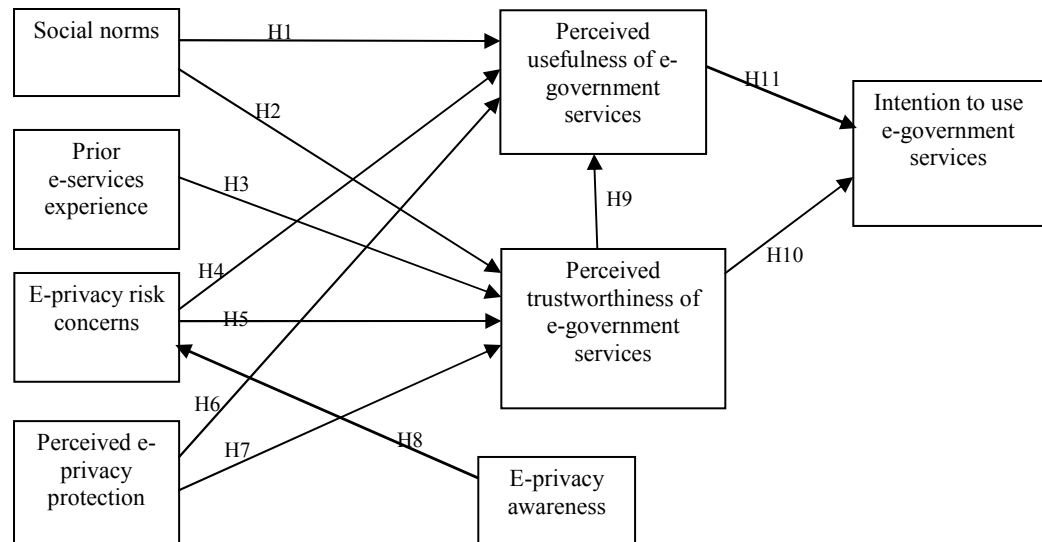 Social norms
H1
Perceived
usefulness of e-
government
services
H11
Intention to use
e-government
services
H2
Prior
e-services
experience
H3
H9
H4
E-privacy risk
concerns
H5
Perceived
trustworthiness of
e-government
services
H10
H6
Perceived e-
privacy
protection
H7
H8
E-privacy
awareness